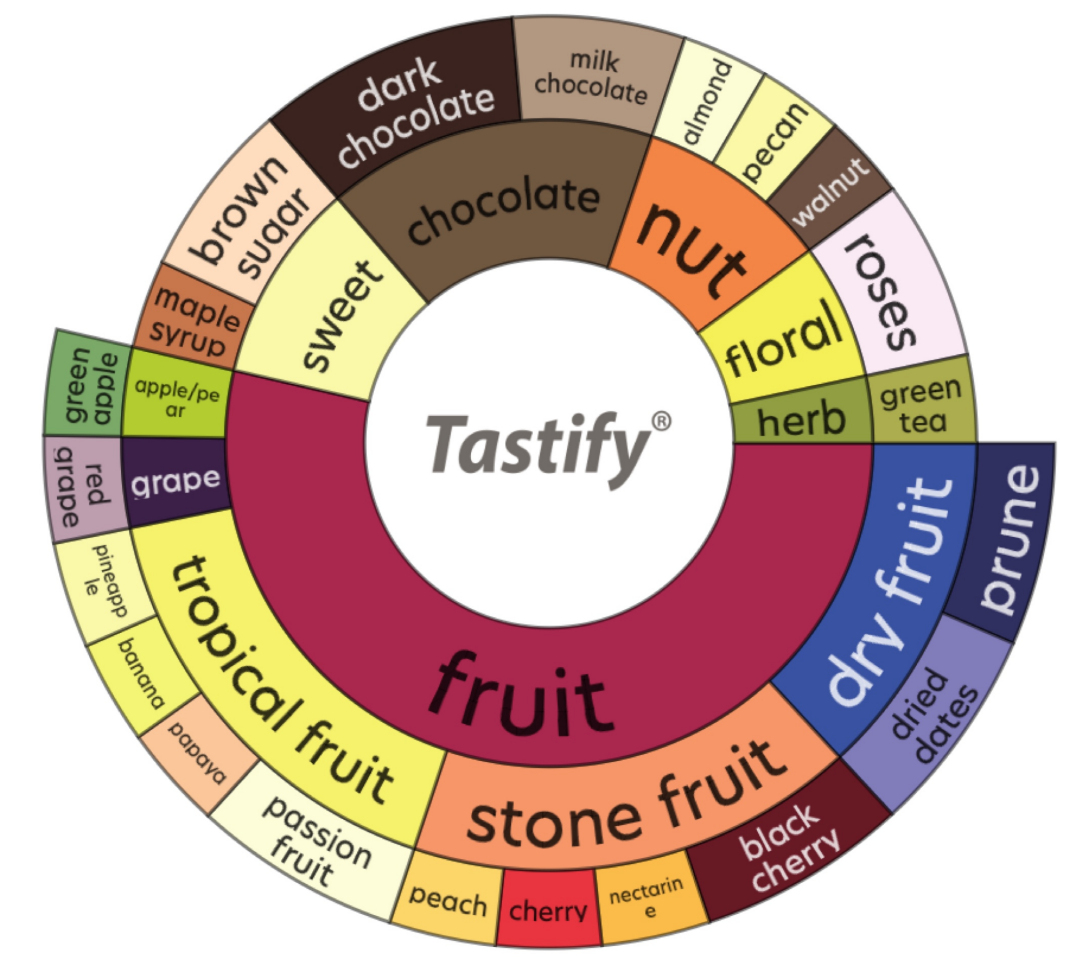 dark
chocolate
milk
chocolate
almond
pecan
walnut
brown
sugar
chocolate
nut
roses
sweet
floral
maple
syrup
green
apple
apple/pe
ar
herb
green
tea
Tastify®
red
grape
grape
dry fruit
prune
pineapp
le
tropical fruit
banana
fruit
dried
dates
papaya
stone fruit
passion
fruit
black
cherry
peach
cherry
nectarin
e